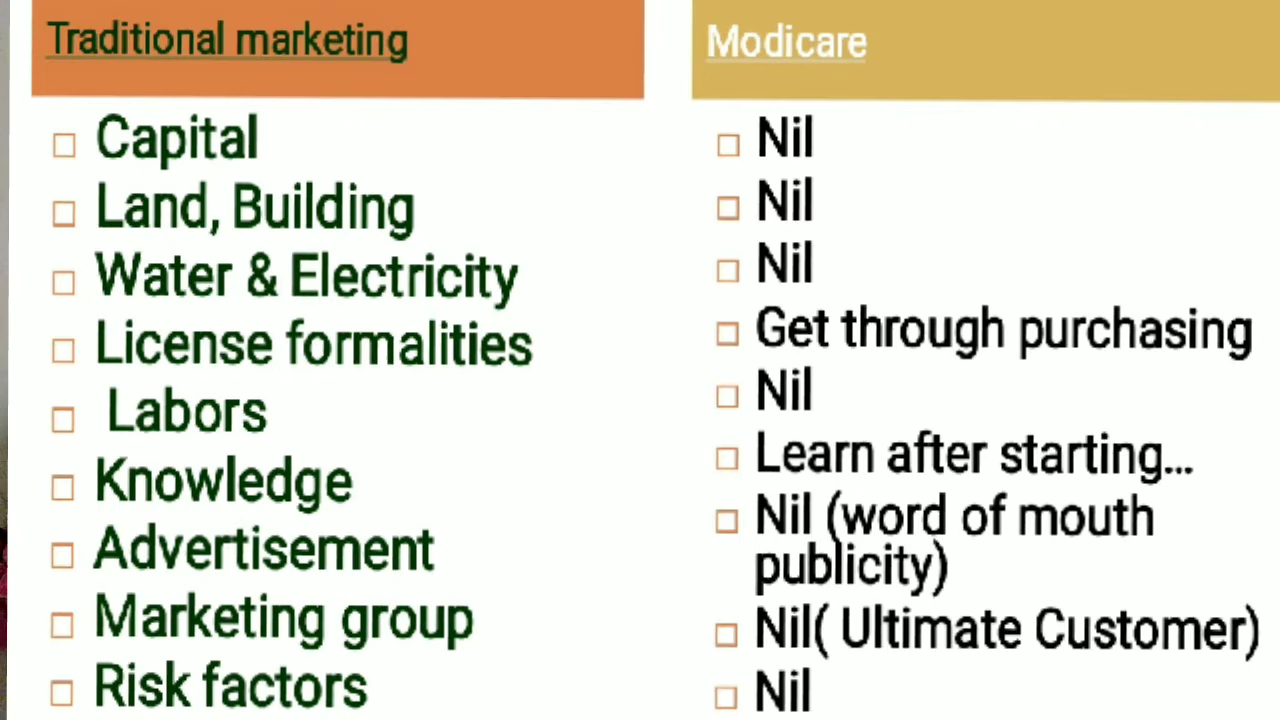 Traditional marketing
Capital
Land, Building
Water & Electricity
License formalities
Labors
Knowledge
Advertisement
Marketing group
Risk factors
Modicare
Nil
Nil
Nil
Get through purchasing
Nil
Learn after starting...
Nil (word of mouth
publicity)
Nil( Ultimate Customer)
Nil